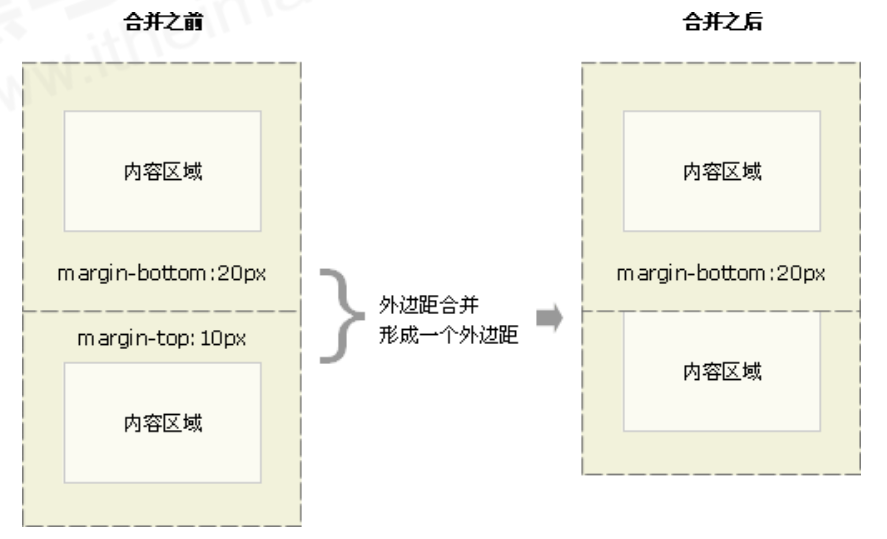 合并之前
合并之后
内容区域
内容区域
margin-bottom:20px
margin-bottom:20px
外边距合并
形成一个外边距
margin-top:10px
内容区域
内容区域